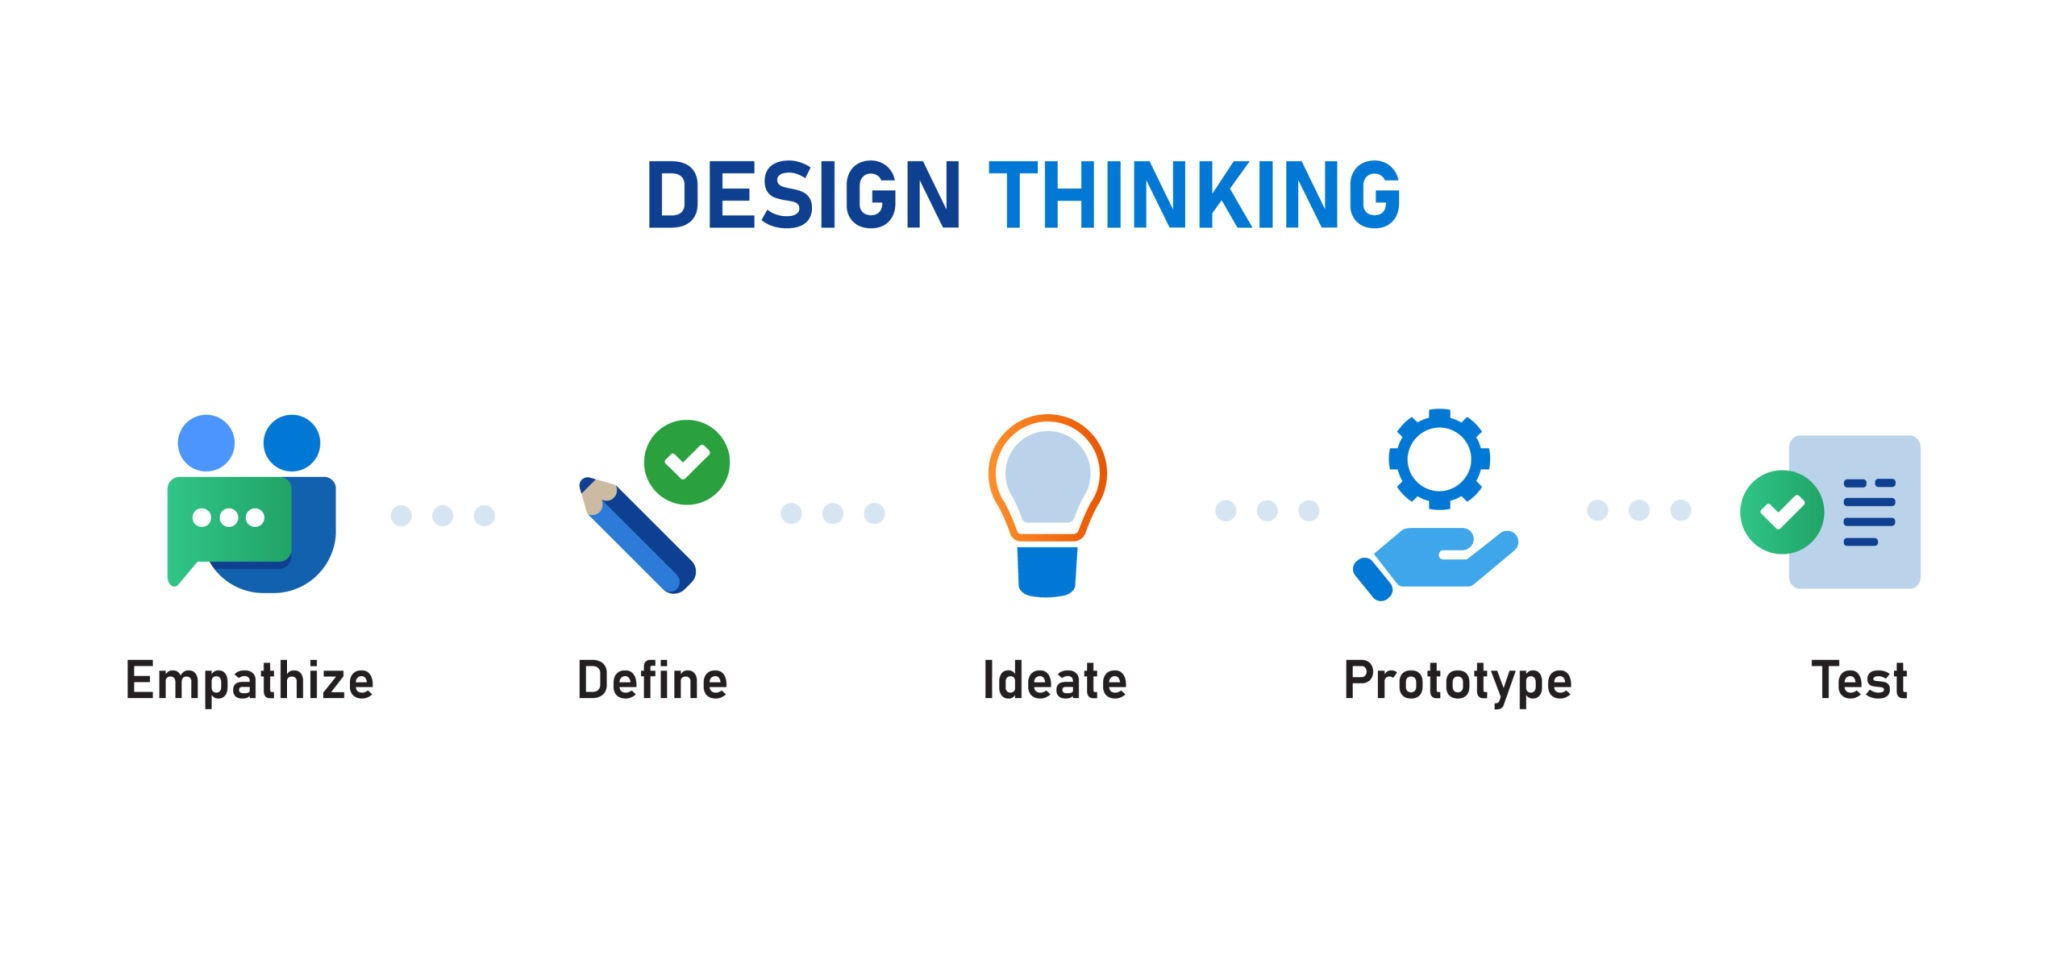 DESIGN THINKING
Empathize
Define
Ideate
Prototype
Test